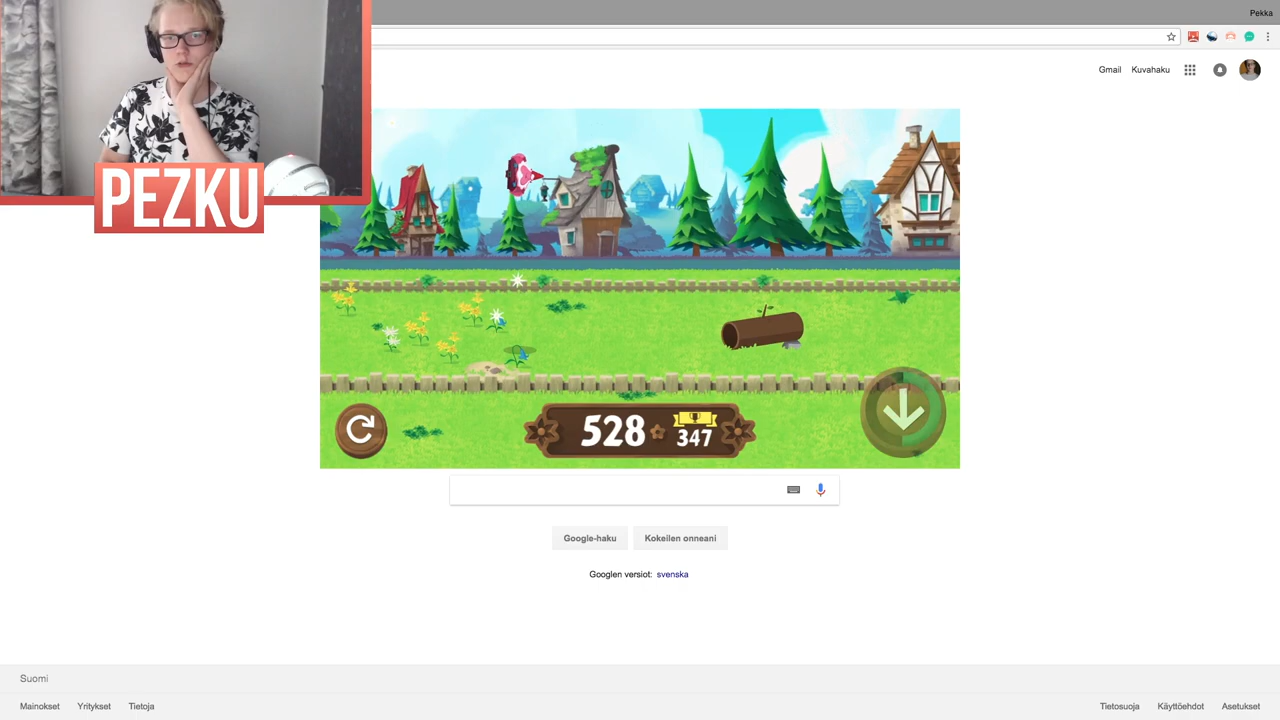 Pekka
Gmail Kuvahaku
PEZKU
528 347
Google-haku Kokeilen onneani
Googlen versiot: svenska
Suomi
Mainokset Yritykset Tietoja Tietosuoja Käyttöehdot Asetukset